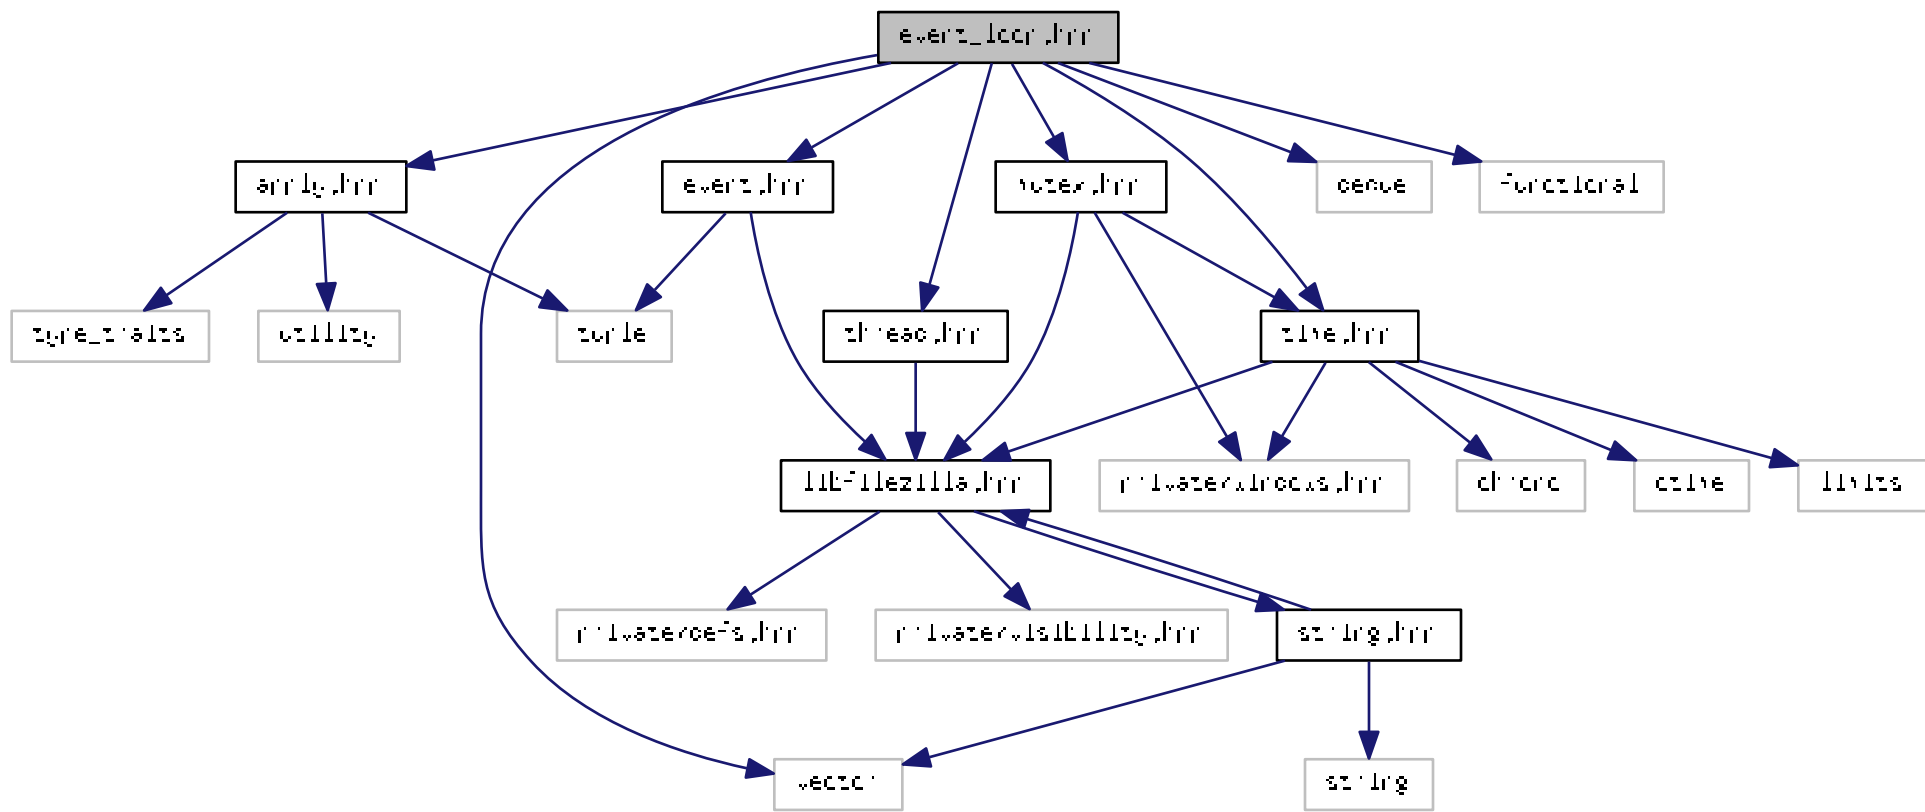 event_loop.hpp
apply.hpp
event.hpp
mutex.hpp
deque
functional
type_traits
utility
tuple
thread.hpp
time.hpp
libfilezilla.hpp
private/windows.hpp
chrono
ctime
limits
private/defs.hpp
private/visibility.hpp
string.hpp
vector
string